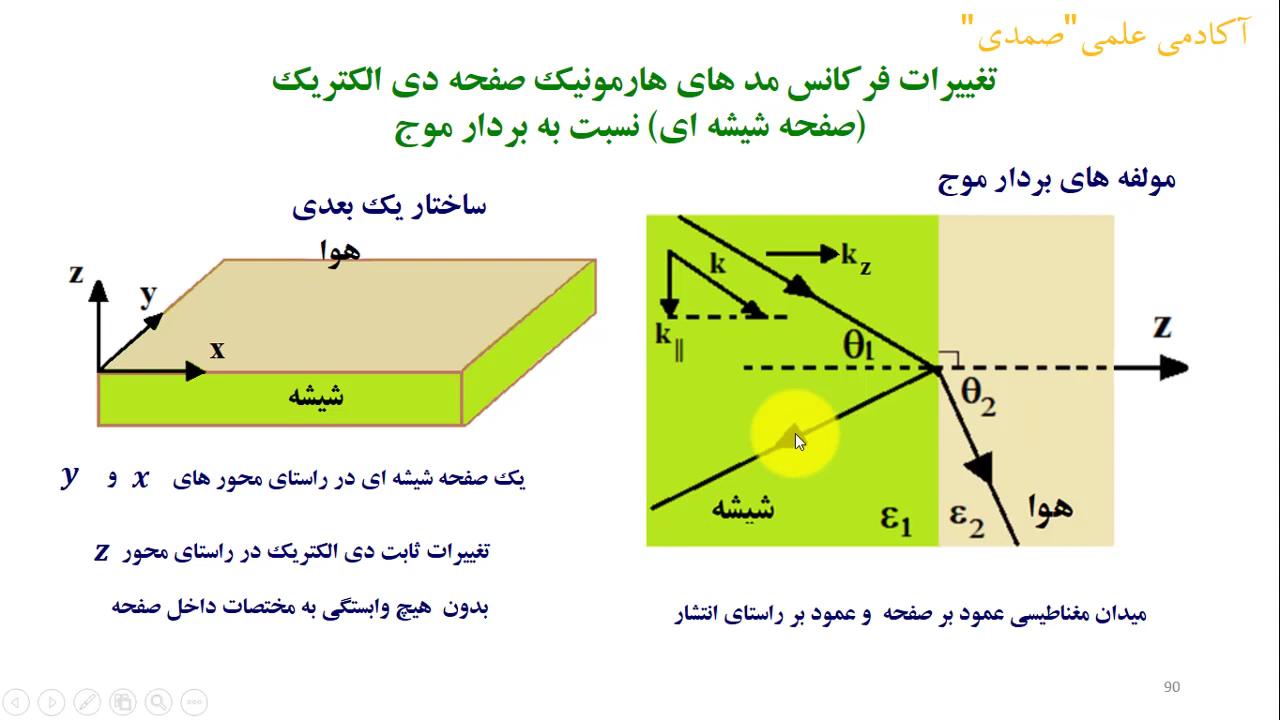 آکادمی علمی"صمدی"
تغییرات فرکانس مد های هارمونیک صفحه دی الکتریک
(صفحه شیشه ای) نسبت به بردار موج
مولفه های بردار موج
k
k∥
kz
θ1
z
θ2
شیشه
ε1
ε2
هوا
میدان مغناطیسی عمود بر صفحه و عمود بر راستای انتشار
ساختار یک بعدی
هوا
z
y
x
شیشه
یک صفحه شیشه ای در راستای محور های x و y
تغییرات ثابت دی الکتریک در راستای محور z
بدون هیچ وابستگی به مختصات داخل صفحه
90